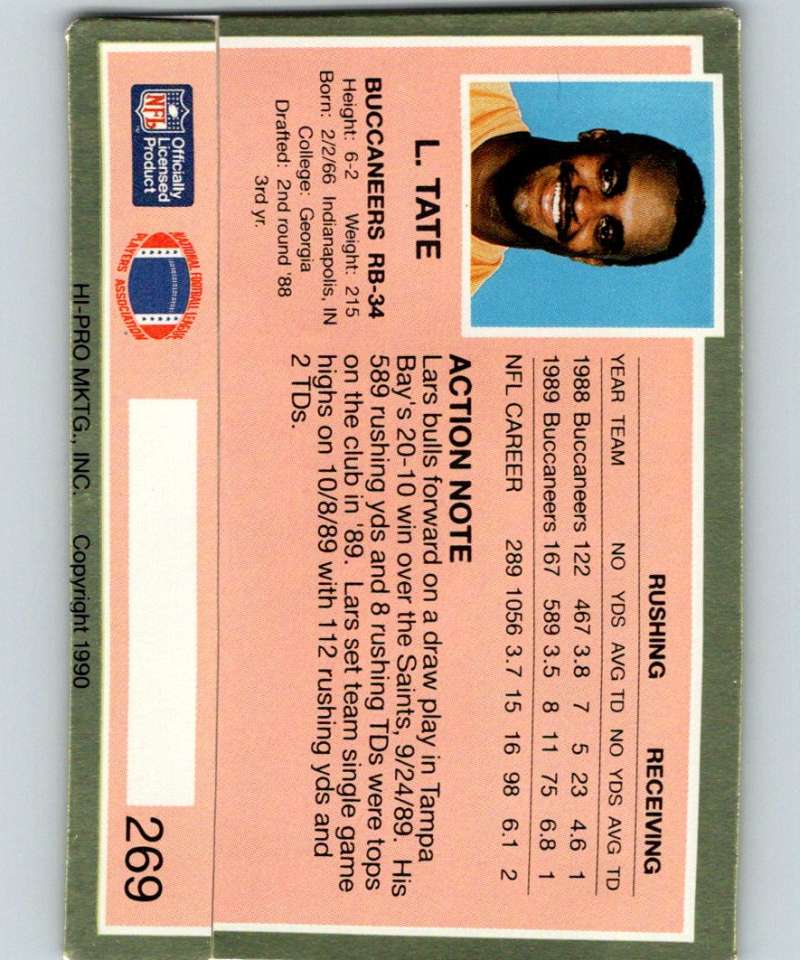 L. TATE
BUCCANEERS RB-34
Height: 6-2 Weight: 215
Born: 2/2/66 Indianapolis, IN
College: Georgia
Drafted: 2nd round '88
3rd yr.
RUSHING RECEIVING
YEAR TEAM NO YDS AVG TD NO YDS AVG TD
1988 Buccaneers 122 467 3.8 7 5 23 4.6 1
1989 Buccaneers 167 589 3.5 8 11 75 6.8 1
NFL CAREER 289 1056 3.7 15 16 98 6.1 2
ACTION NOTE
Lars bulls forward on a draw play in Tampa
Bay's 20-10 win over the Saints, 9/24/89. His
589 rushing yds and 8 rushing TDs were tops
on the club in '89. Lars set team single game
highs on 10/8/89 with 112 rushing yds and
2 TDs.
NFL
Officially
Licensed
Product
TM
NATIONAL FOOTBALL LEAGUE
PLAYERS ASSOCIATION
269
HI-PRO MKTG., INC. Copyright 1990